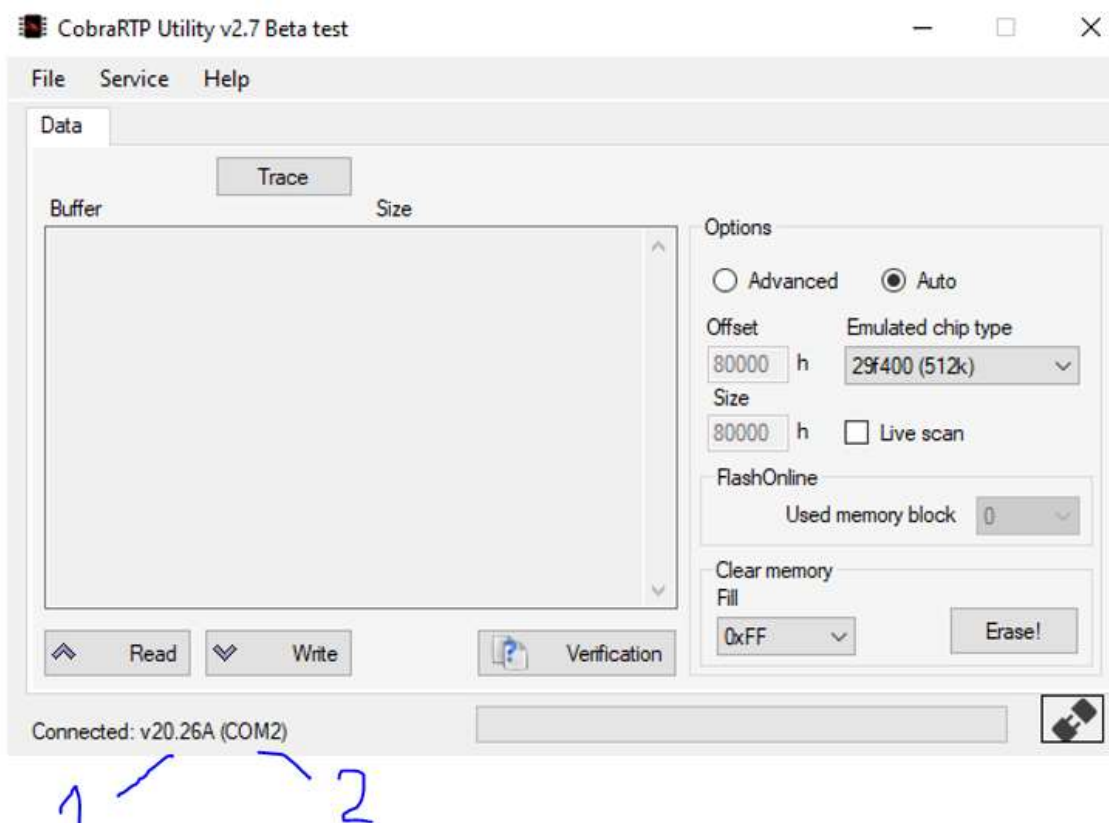 CobraRTP Utility v2.7 Beta test
File Service Help
Data
Trace
Buffer Size
Options
Advanced Auto
Offset Emulated chip type
80000 h 29f400 (512k)
Size
80000 h Live scan
FlashOnline
Used memory block 0
Clear memory
Fill
0xFF Erase!
Read Write Verification
Connected: v20.26A (COM2)
1 2